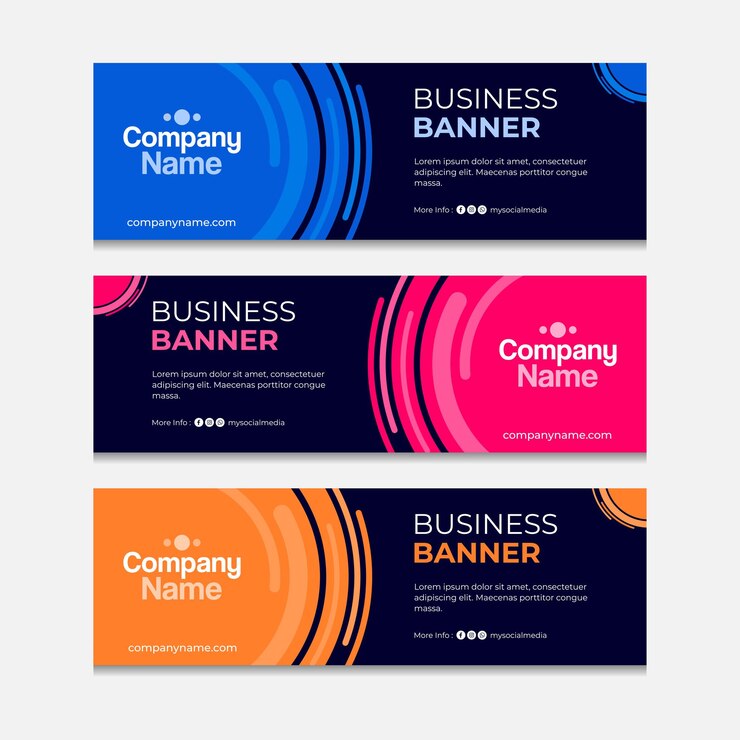 Company
Name
companyname.com
BUSINESS
BANNER
Lorem ipsum dolor sit amet, consectetur
adipiscing elit. Maecenas porttitor congue
massa.
More Info : mysocialmedia
BUSINESS
BANNER
Lorem ipsum dolor sit amet, consectetur
adipiscing elit. Maecenas porttitor congue
massa.
More Info : mysocialmedia
Company
Name
companyname.com
Company
Name
companyname.com
BUSINESS
BANNER
Lorem ipsum dolor sit amet, consectetur
adipiscing elit. Maecenas porttitor congue
massa.
More Info : mysocialmedia